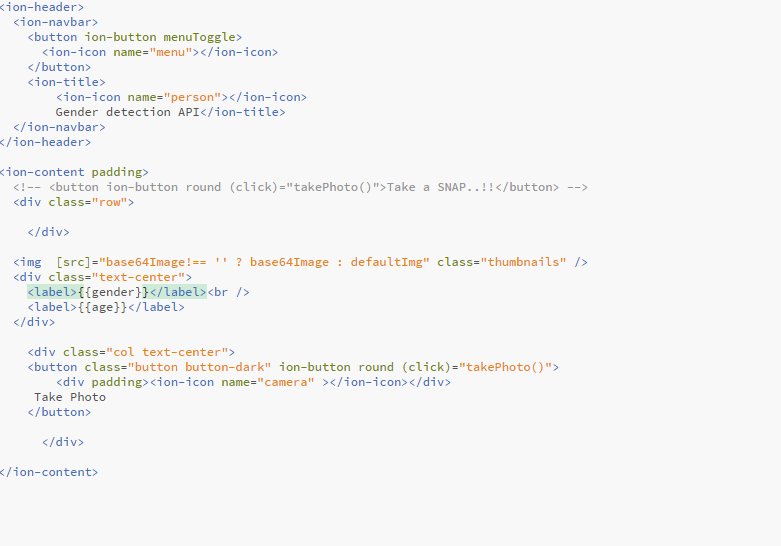 <ion-header>
<ion-navbar>
<button ion-button menuToggle>
<ion-icon name="menu"></ion-icon>
</button>
<ion-title>
<ion-icon name="person"></ion-icon>
Gender detection API</ion-title>
</ion-navbar>
</ion-header>
<ion-content padding>
<!-- <button ion-button round (click)="takePhoto()">Take a SNAP..!!</button> -->
<div class="row">
</div>
<img  [src]="base64Image!== '' ? base64Image : defaultImg" class="thumbnails" />
<div class="text-center">
<label>{{gender}}</label><br />
<label>{{age}}</label>
</div>
<div class="col text-center">
<button class="button button-dark" ion-button round (click)="takePhoto()">
<div padding><ion-icon name="camera" ></ion-icon></div>
Take Photo
</button>
</div>
</ion-content>